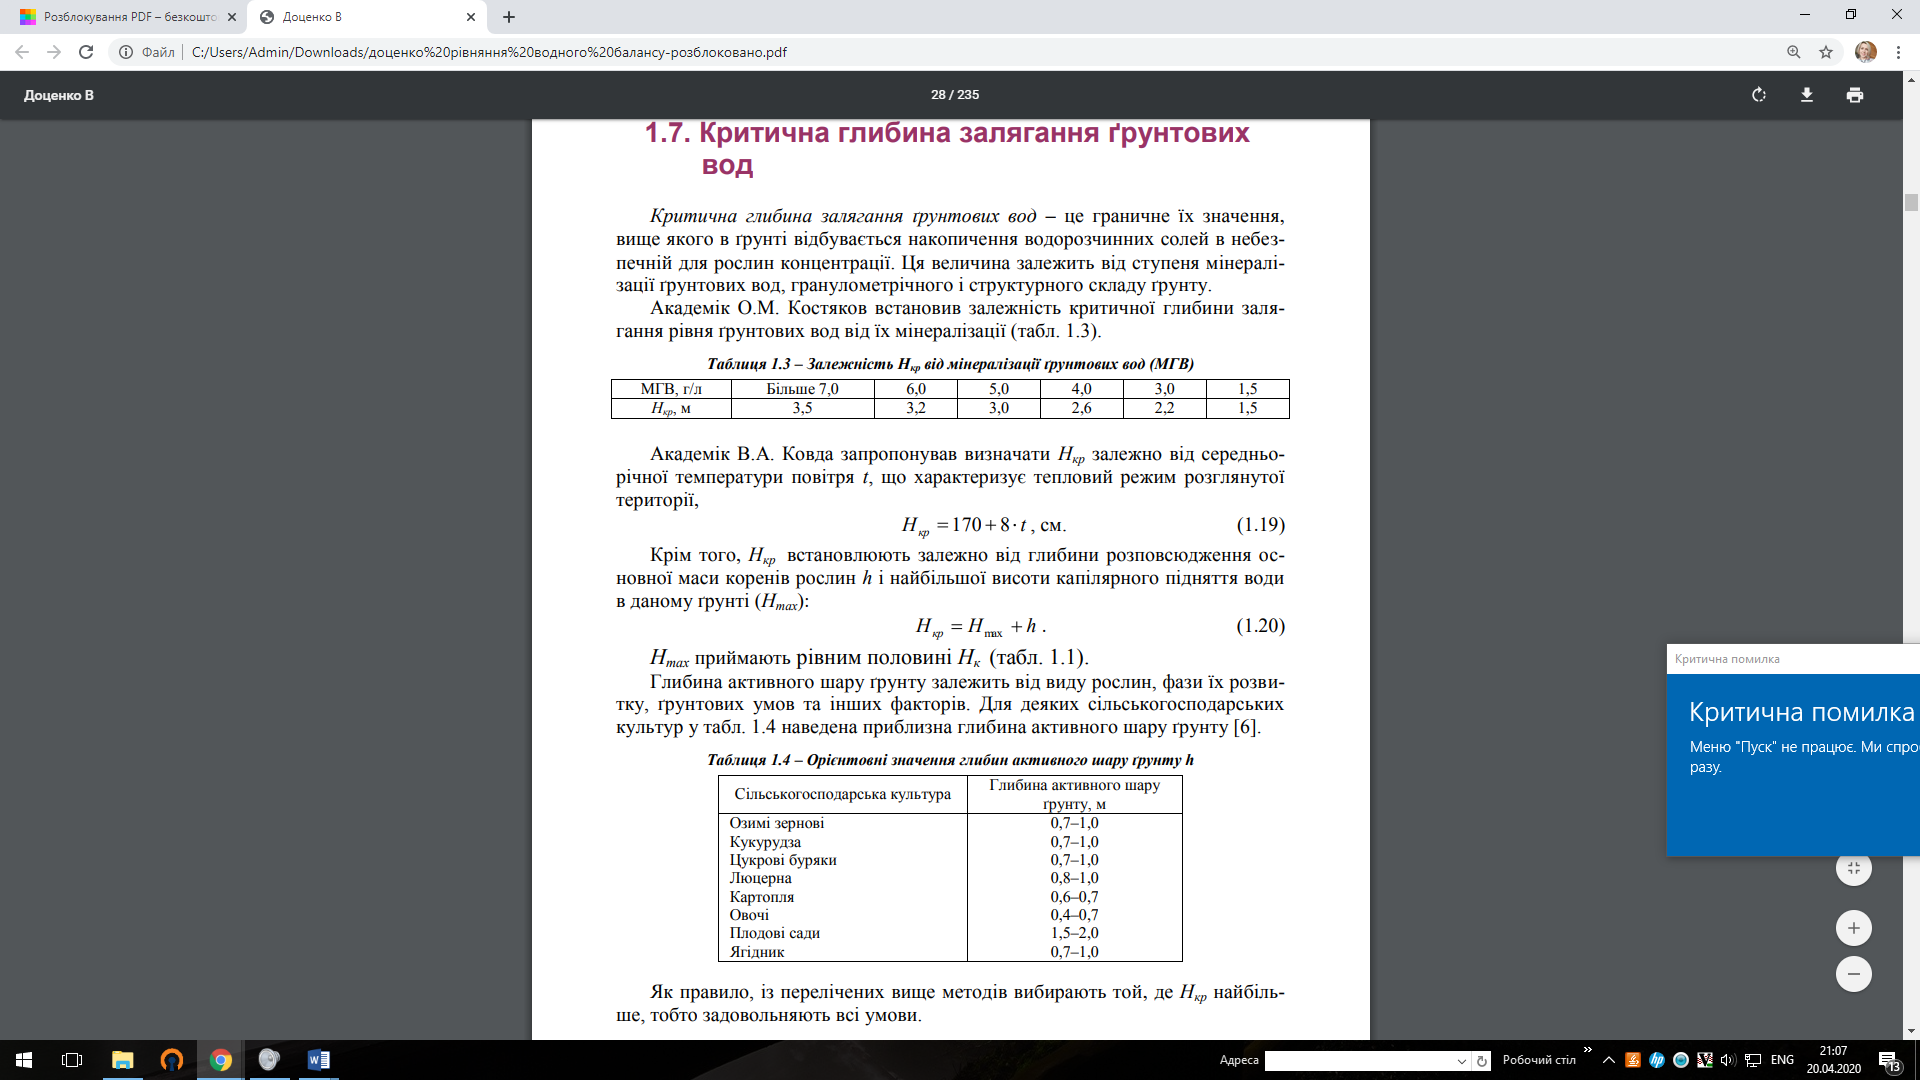 Розблокування PDF – безкошто
Доценко В
Файл
C:/Users/Admin/Downloads/доценко%20рівняння%20водного%20балансу-розблоковано.pdf
Доценко В
28 / 235
1.7. Критична глибина залягання ґрунтових
вод
Критична глибина залягання ґрунтових вод – це граничне їх значення,
вище якого в ґрунті відбувається накопичення водорозчинних солей в небез-
печній для рослин концентрації. Ця величина залежить від ступеня мінералі-
зації ґрунтових вод, гранулометрічного і структурного складу ґрунту.
Академік О.М. Костяков встановив залежність критичної глибини заля-
гання рівня ґрунтових вод від їх мінералізації (табл. 1.3).
Таблиця 1.3 – Залежність Нкр від мінералізації ґрунтових вод (МГВ)
МГВ, г/л Більше 7,0 6,0 5,0 4,0 3,0 1,5
Нкр, м 3,5 3,2 3,0 2,6 2,2 1,5
Академік В.А. Ковда запропонував визначати Нкр залежно від середньо-
річної температури повітря t, що характеризує тепловий режим розглянутої
території,
Нкр = 170 + 8 · t , см. (1.19)
Крім того, Нкр встановлюють залежно від глибини розповсюдження ос-
новної маси коренів рослин h і найбільшої висоти капілярного підняття води
в даному ґрунті (Hmax):
Нкр = Hmax + h . (1.20)
Hmax приймають рівним половині Нк (табл. 1.1).
Глибина активного шару ґрунту залежить від виду рослин, фази їх розви-
тку, ґрунтових умов та інших факторів. Для деяких сільськогосподарських
культур у табл. 1.4 наведена приблизна глибина активного шару ґрунту [6].
Таблиця 1.4 – Орієнтовні значення глибин активного шару ґрунту h
Сільськогосподарська культура Глибина активного шару
ґрунту, м
Озимі зернові 0,7–1,0
Кукурудза 0,7–1,0
Цукрові буряки 0,7–1,0
Люцерна 0,8–1,0
Картопля 0,6–0,7
Овочі 0,4–0,7
Плодові сади 1,5–2,0
Ягідник 0,7–1,0
Як правило, із перелічених вище методів вибирають той, де Нкр найбіль-
ше, тобто задовольняють всі умови.
Критична помилка
Критична помилка
Меню "Пуск" не працює. Ми спро
разу.
Адреса
Робочий стіл
ENG
21:07
20.04.2020
13